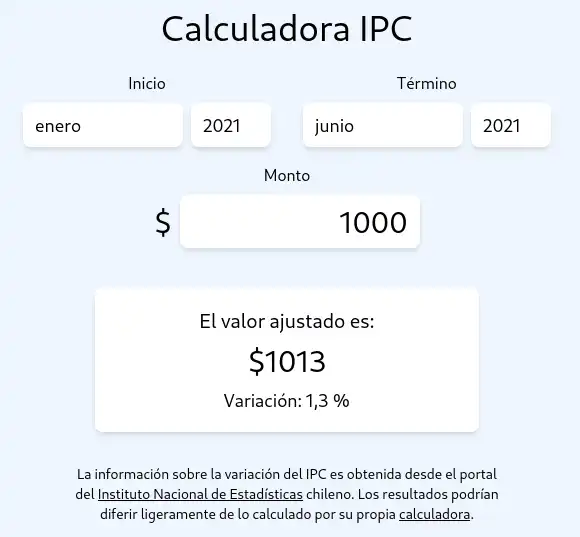 Calculadora IPC
Inicio
Término
enero 2021 junio 2021
Monto
$ 1000
El valor ajustado es:
$1013
Variación: 1,3 %
La información sobre la variación del IPC es obtenida desde el portal
del Instituto Nacional de Estadísticas chileno. Los resultados podrían
diferir ligeramente de lo calculado por su propia calculadora.